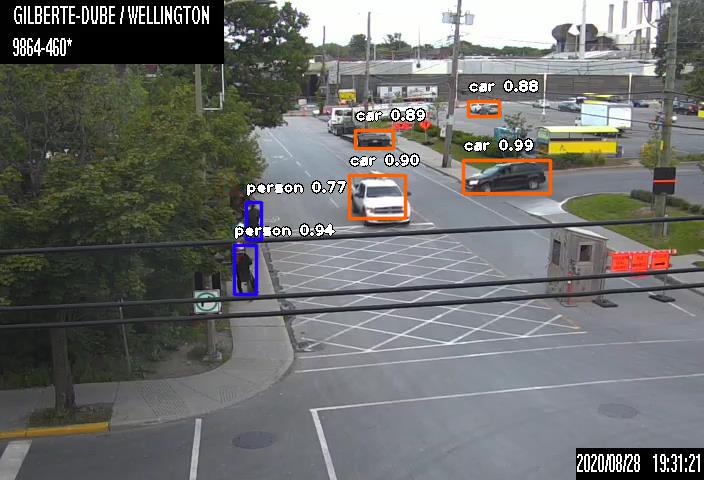 GILBERTE-DUBE / WELLINGTON
9864-460*
car 0.88
car 0.89
car 0.99
car 0.90
person 0.77
person 0.94
P
2020/08/28 19:31:21